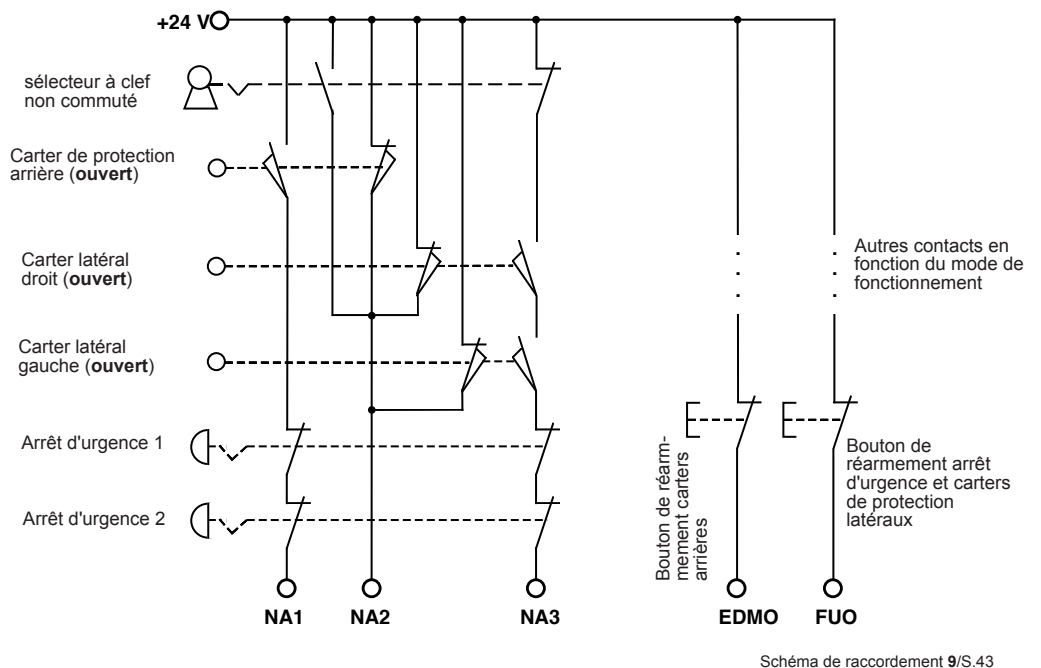 +24 V
sélecteur à clef
non commuté
Carter de protection
arrière (ouvert)
Carter latéral
droit (ouvert)
Autres contacts en
fonction du mode de
fonctionnement
Carter latéral
gauche (ouvert)
Arrêt d'urgence 1
Arrêt d'urgence 2
Bouton de réarm-
mement carters
arrières
Bouton de
réarmement arrêt
d'urgence et carters
de protection
latéraux
NA1
NA2
NA3
EDMO
FUO
Schéma de raccordement 9/S.43